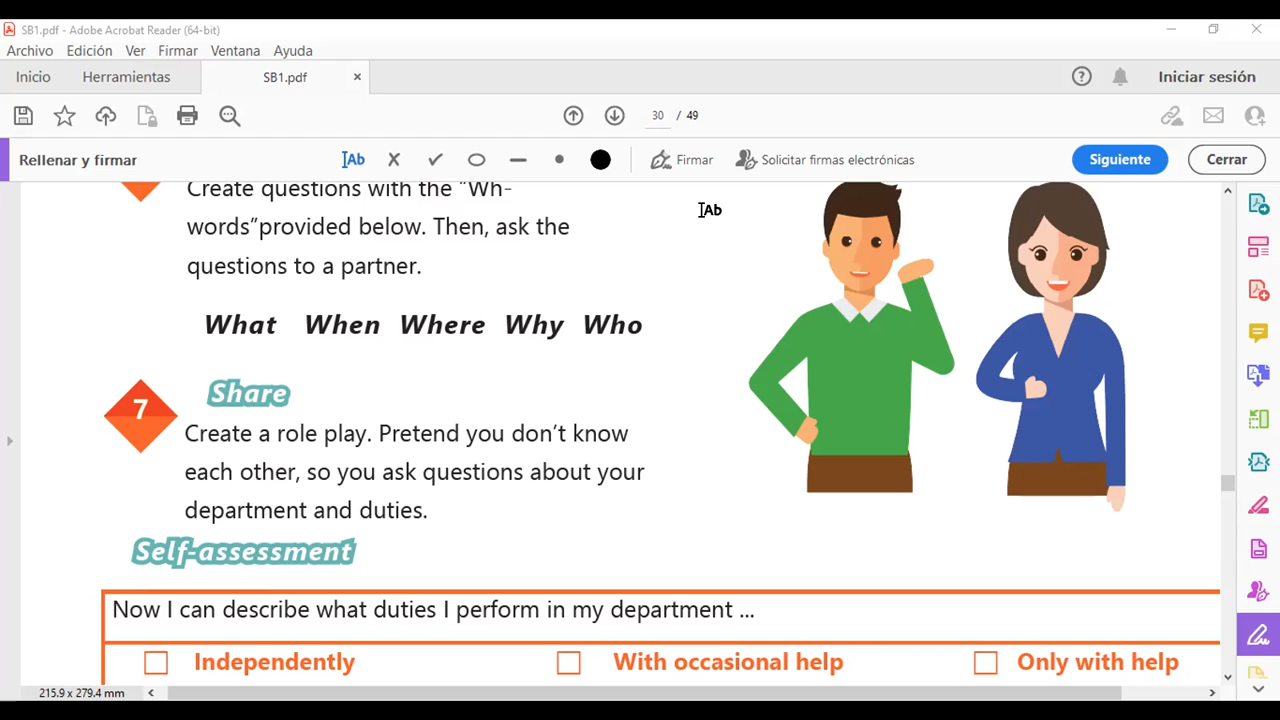 SB1.pdf - Adobe Acrobat Reader (64-bit)
Archivo Edición Ver Firmar Ventana Ayuda
Inicio Herramientas SB1.pdf × Iniciar sesión
30 / 49
Rellenar y firmar Ab Firmar Solicitar firmas electrónicas Siguiente Cerrar
Create questions with the "Wh-
Ab
words"provided below. Then, ask the
questions to a partner.
What When Where Why Who
Share
7
Create a role play. Pretend you don't know
each other, so you ask questions about your
department and duties.
Self-assessment
Now I can describe what duties I perform in my department ...
Independently With occasional help Only with help
215.9 x 279.4 mm